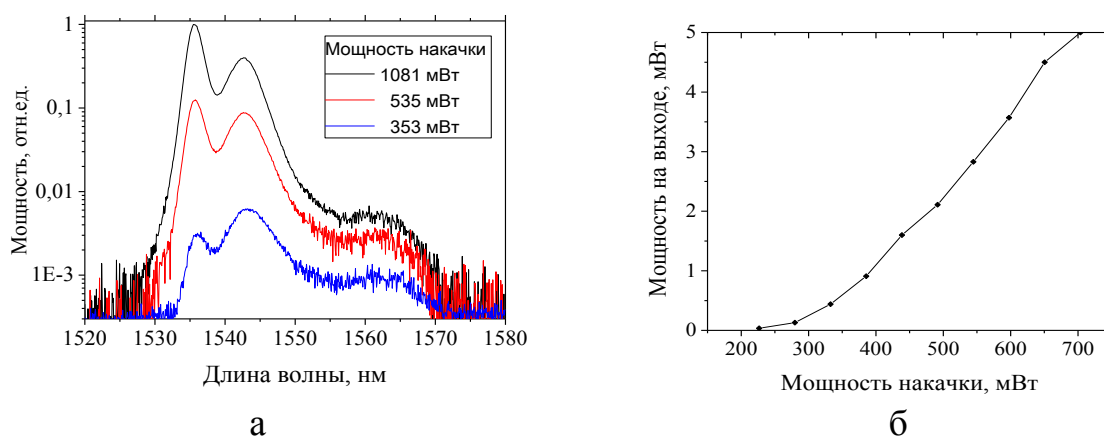 Мощность, отн.ед.
1
0,1
0,01
1E-3
Мощность накачки
1081 мВт
535 мВт
353 мВт
1520 1530 1540 1550 1560 1570 1580
Длина волны, нм
а
Мощность на выходе, мВт
5
4
3
2
1
0
200 300 400 500 600 700
Мощность накачки, мВт
б